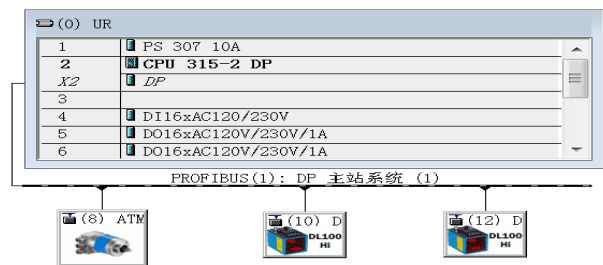 (0) UR
1 PS 307 10A
2 CPU 315-2 DP
X2 DP
3
4 DI16xAC120/230V
5 DO16xAC120V/230V/1A
6 DO16xAC120V/230V/1A
PROFIBUS(1): DP 主站系统 (1)
(8) ATM
(10) D
DL100
Hi
(12) D
DL100
Hi